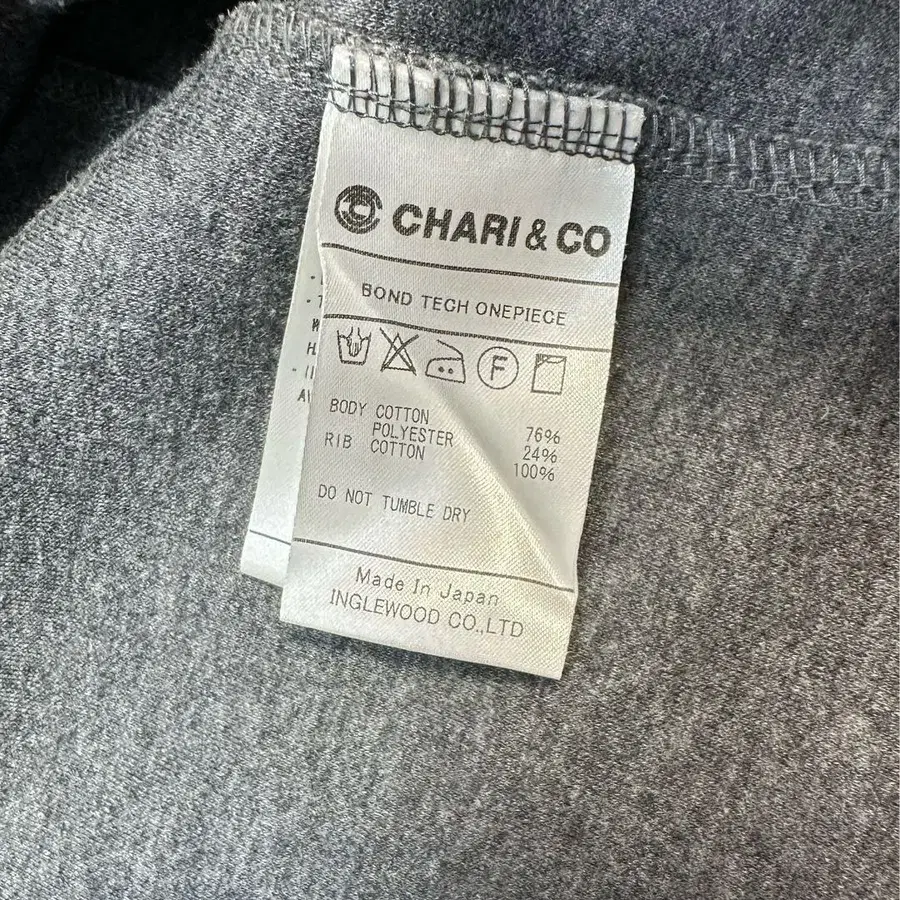 CHARI & CO
BOND TECH ONEPIECE
F
BODY COTTON 76%
POLYESTER 24%
RIB COTTON 100%
DO NOT TUMBLE DRY
Made In Japan
INGLEWOOD CO.,LTD